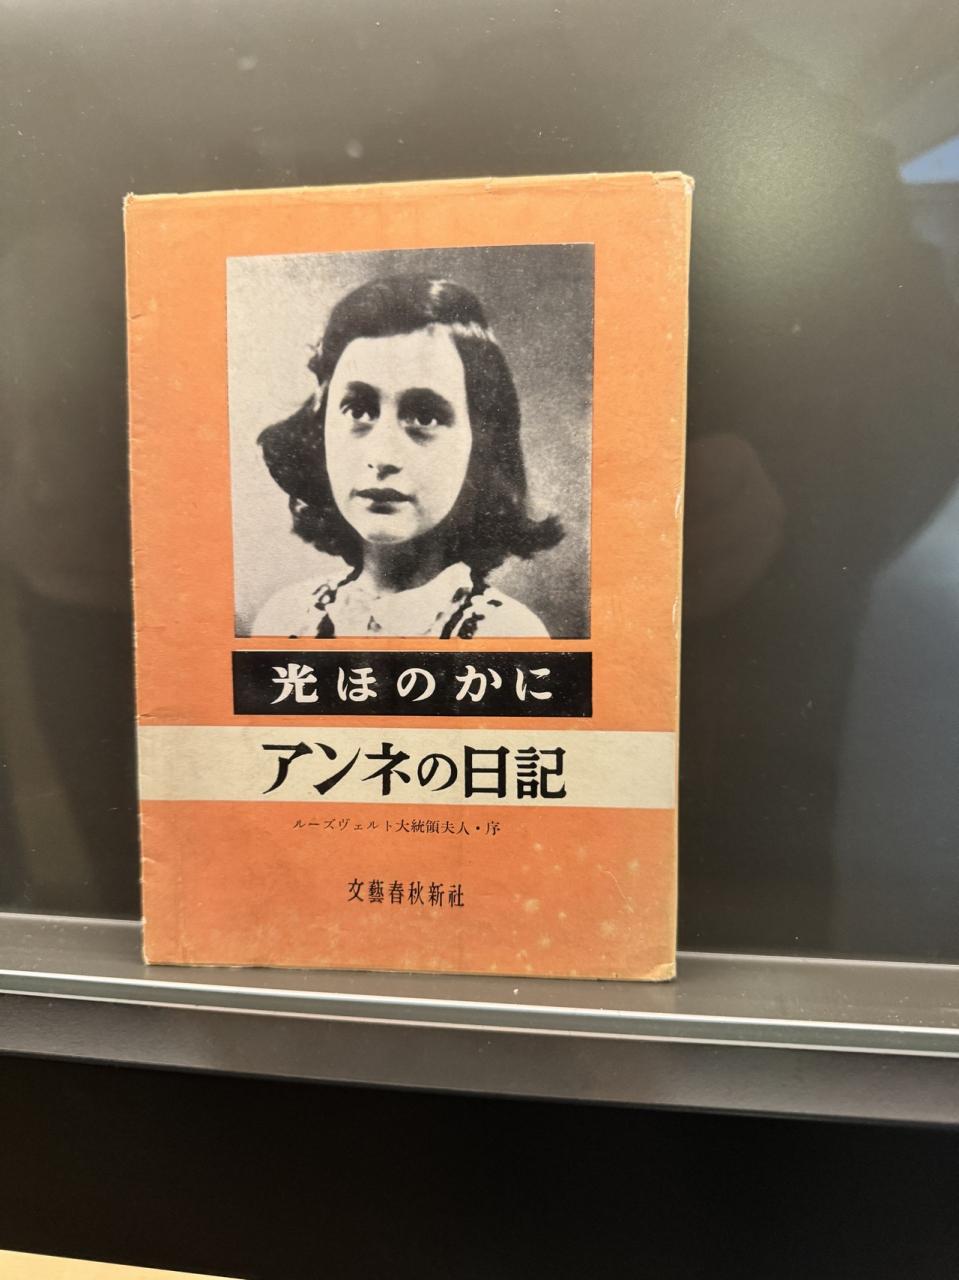 光ほのかに
アンネの日記
ルーズヴェルト大統領夫人・序
文藝春秋新社